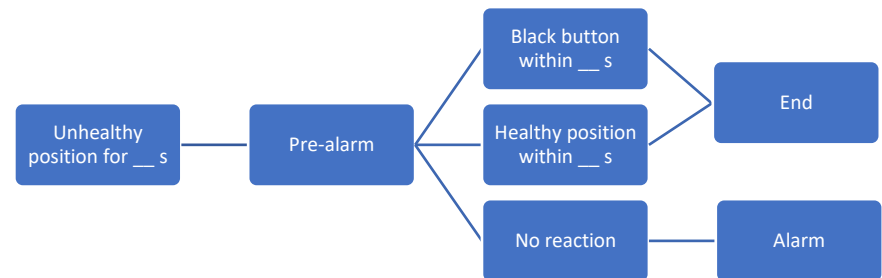 Unhealthy
position for __ s
Pre-alarm
Black button
within __ s
Healthy position
within __ s
No reaction
End
Alarm